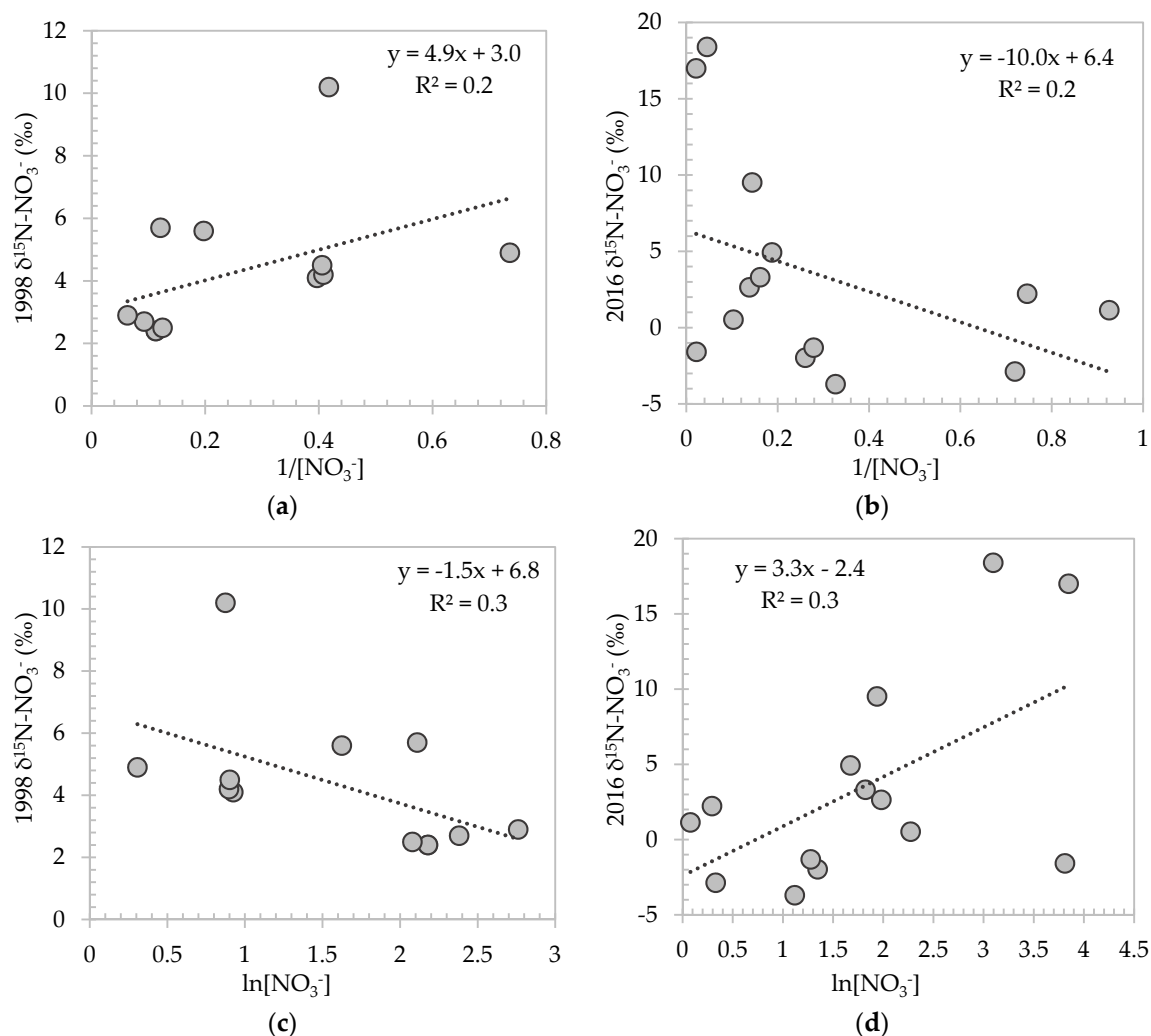 12
10
8
6
4
2
0
1998 δ¹⁵N-NO₃⁻ (‰)
y = 4.9x + 3.0
R² = 0.2
0 0.2 0.4 0.6 0.8
1/[NO₃⁻]
(a)
20
15
10
5
0
-5
2016 δ¹⁵N-NO₃⁻ (‰)
y = -10.0x + 6.4
R² = 0.2
0 0.2 0.4 0.6 0.8 1
1/[NO₃⁻]
(b)
12
10
8
6
4
2
0
1998 δ¹⁵N-NO₃⁻ (‰)
y = -1.5x + 6.8
R² = 0.3
0 0.5 1 1.5 2 2.5 3
ln[NO₃⁻]
(c)
20
15
10
5
0
-5
2016 δ¹⁵N-NO₃⁻ (‰)
y = 3.3x - 2.4
R² = 0.3
0 0.5 1 1.5 2 2.5 3 3.5 4 4.5
ln[NO₃⁻]
(d)